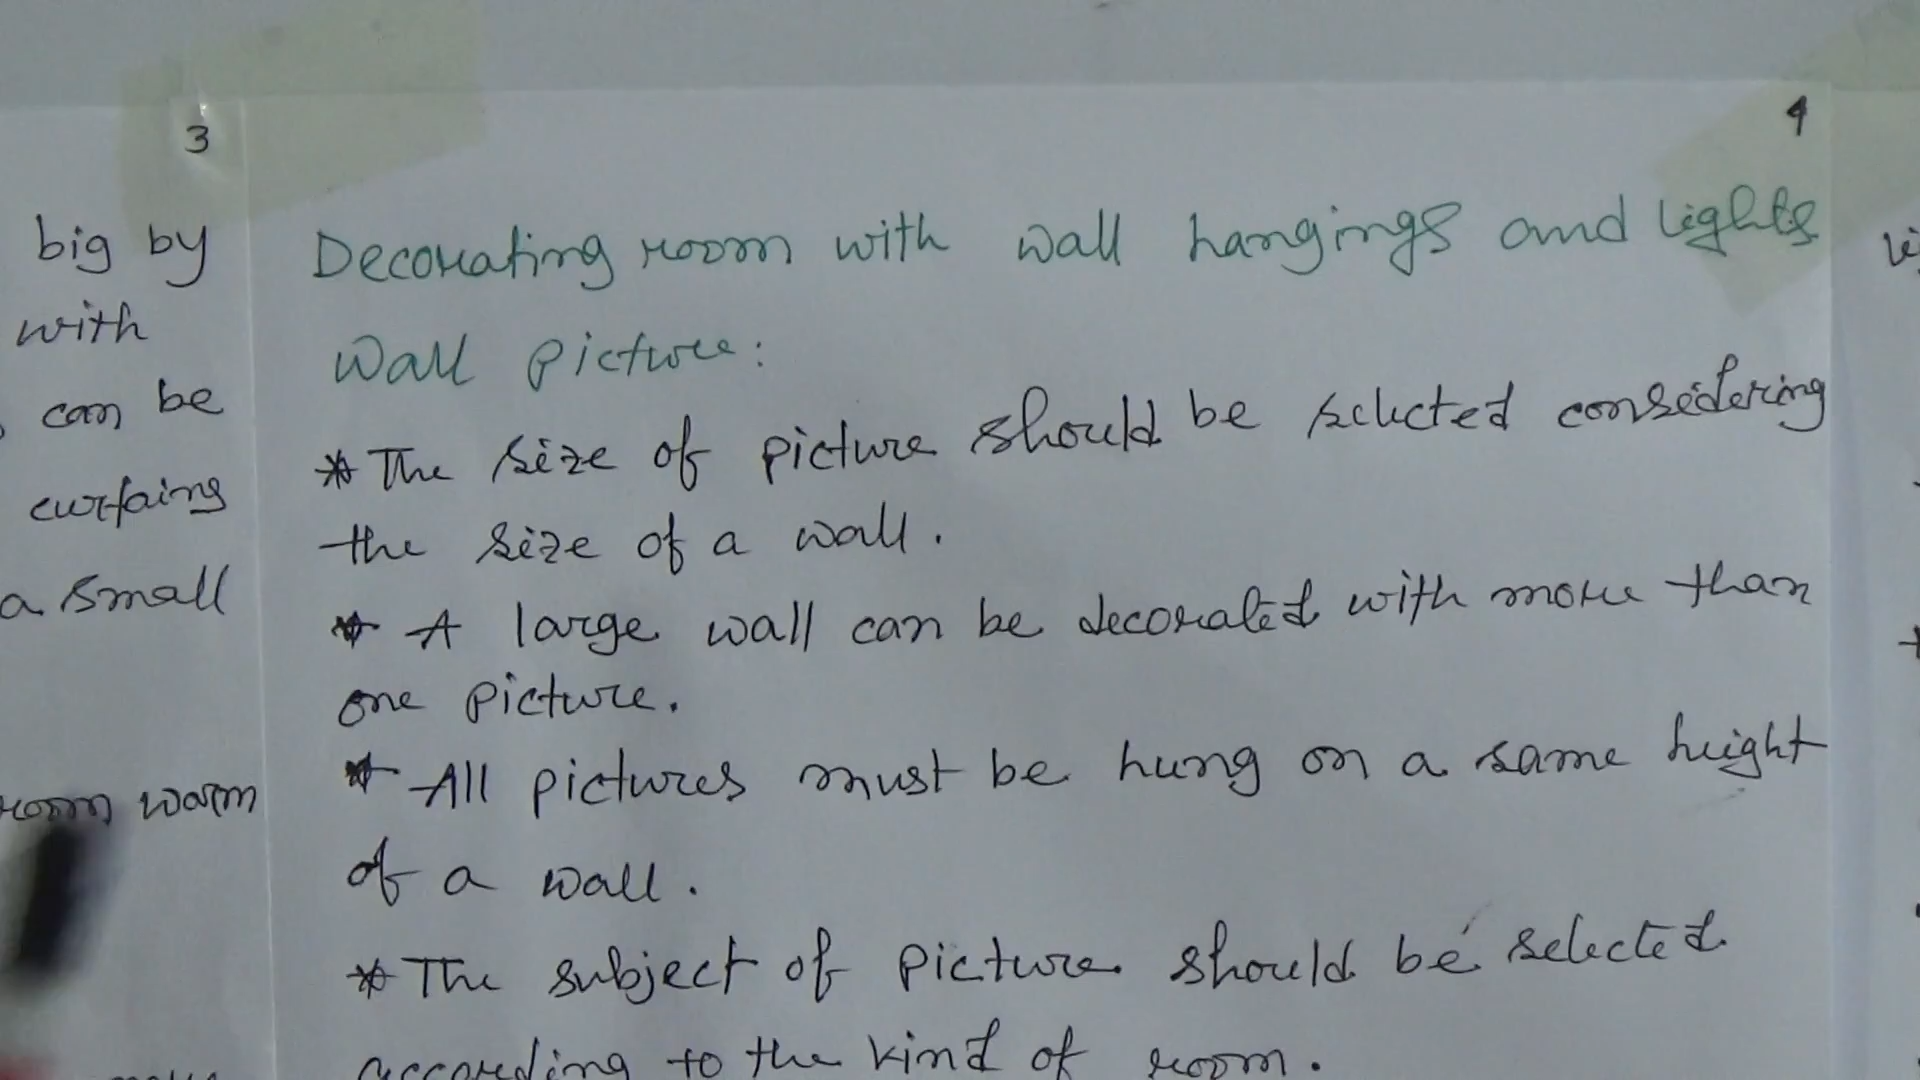 3
big by
with
can be
curtains
a small
room warm
4
Decorating room with wall hangings and Lights
Wall Picture:
* The size of picture should be selected considering
the size of a wall.
* A large wall can be decorated with more than
one picture.
* All pictures must be hung on a same height
of a wall.
* The subject of picture should be selected
according to the kind of room.